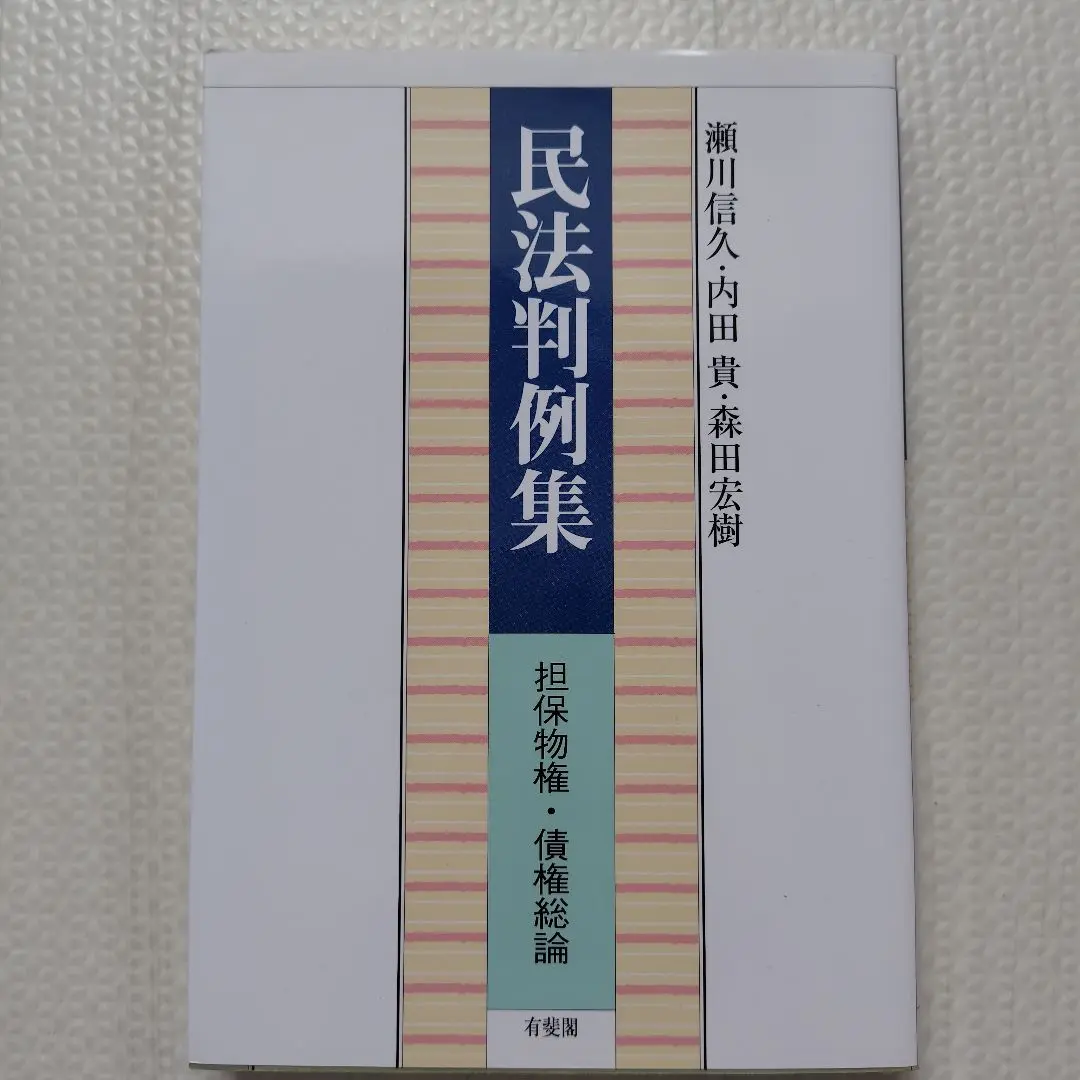 瀬川信久・内田 貴・森田宏樹
民法判例集
担保物権・債権総論
有斐閣